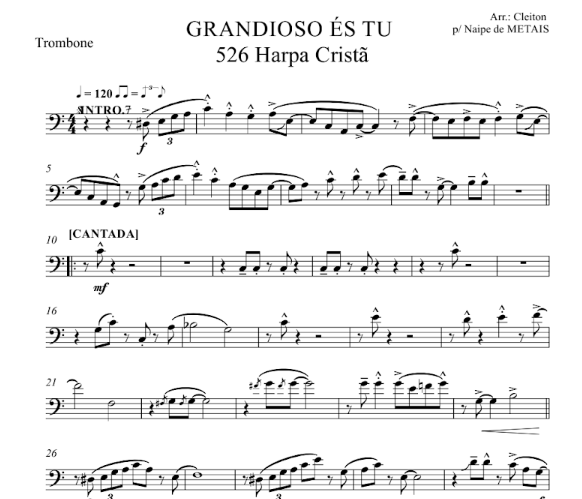 GRANDIOSO ÉS TU
Arr.: Cleiton
Trombone
526 Harpa Cristã
p/ Naipe de METAIS
= 120
3
INTRO.
3
f
5
3
10 [CANTADA]
mf
16
21
26
3
3